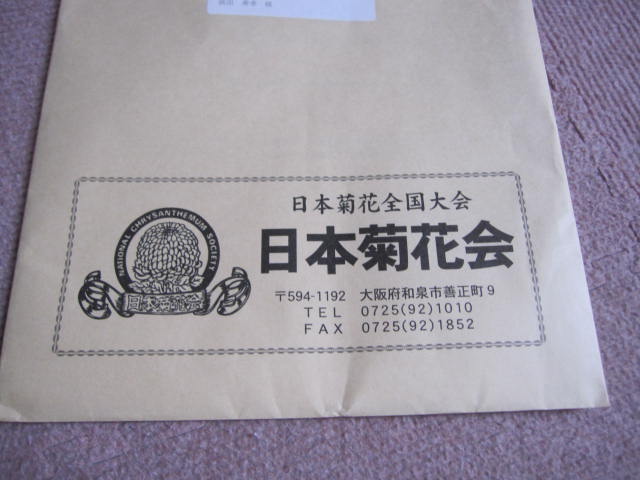 様
NATIONAL CHRYSANTHEMUM SOCIETY
日本菊花会
日本菊花全国大会
日本菊花会
〒594-1192 大阪府和泉市善正町9
TEL 0725(92)1010
FAX 0725(92)1852